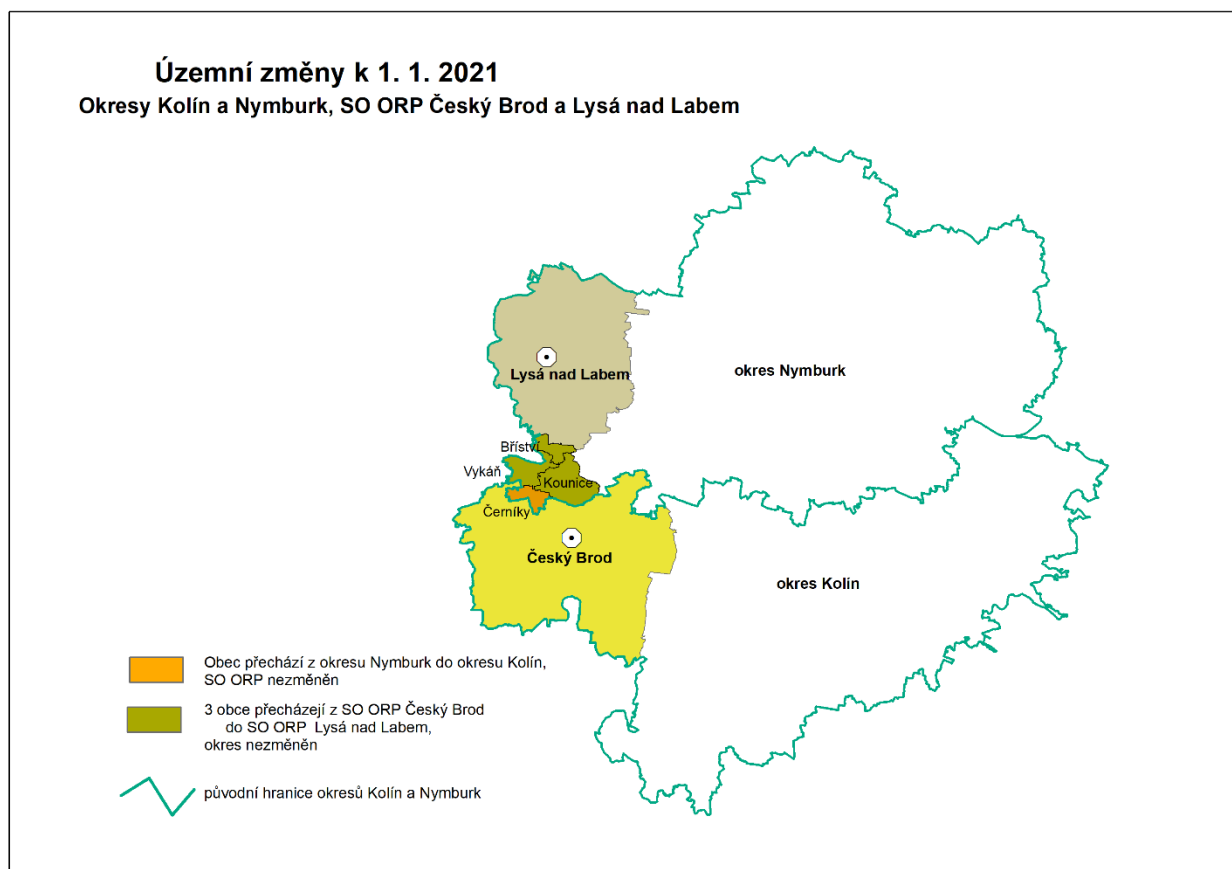 Územní změny k 1. 1. 2021
Okresy Kolín a Nymburk, SO ORP Český Brod a Lysá nad Labem
Lysá nad Labem
okres Nymburk
Bříství
Vykáň
Kounice
Černíky
Český Brod
okres Kolín
Obec přechází z okresu Nymburk do okresu Kolín,
SO ORP nezměněn
3 obce přecházejí z SO ORP Český Brod
do SO ORP Lysá nad Labem,
okres nezměněn
původní hranice okresů Kolín a Nymburk